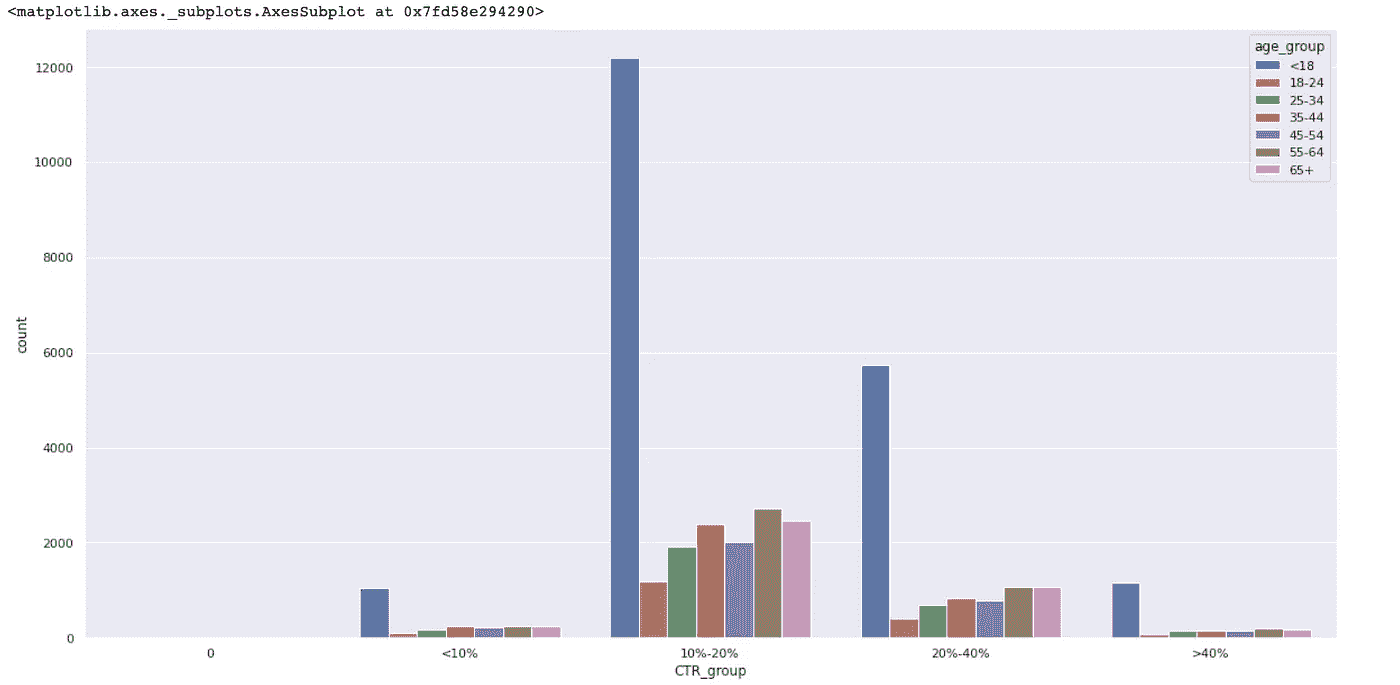 <matplotlib.axes._subplots.AxesSubplot at 0x7fd58e294290>
age_group
<18
18-24
25-34
35-44
45-54
55-64
65+
12000
10000
8000
6000
4000
2000
0
count
0 <10% 10%-20% 20%-40% >40%
CTR_group